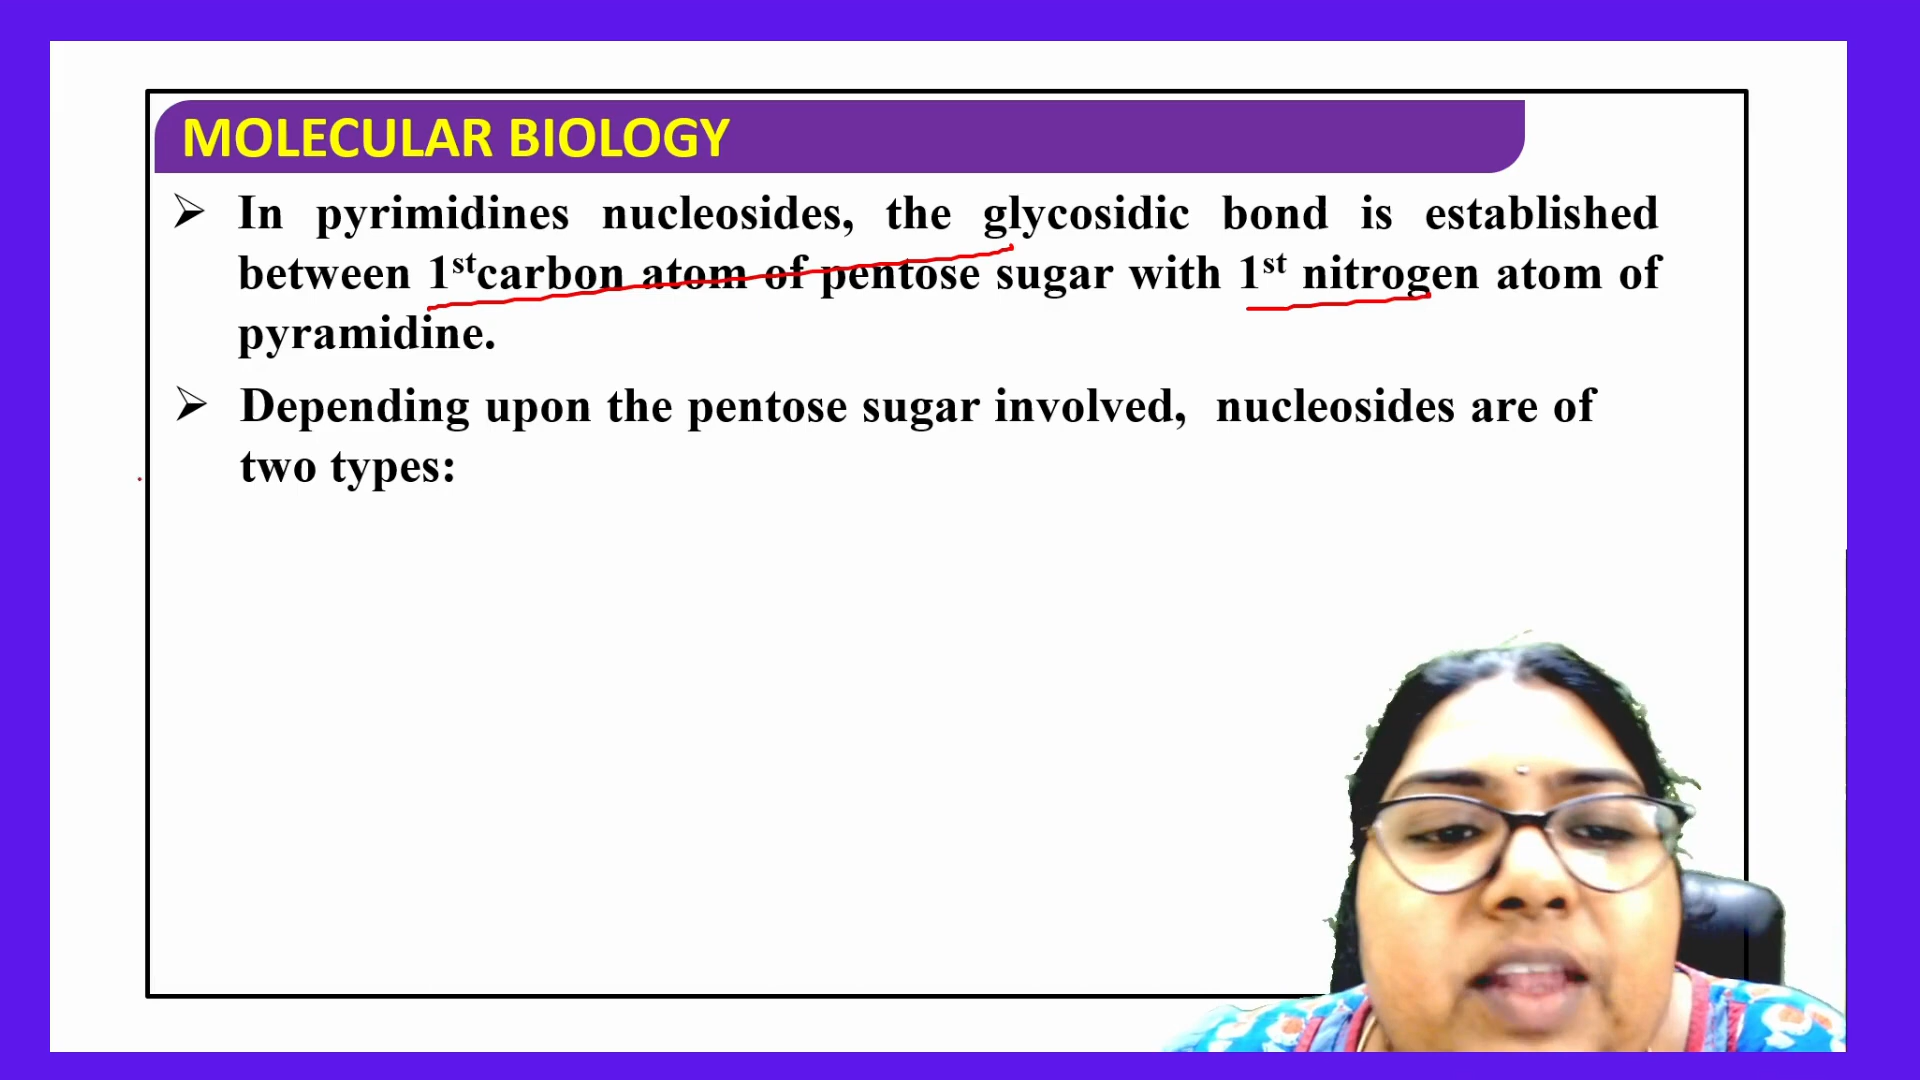 MOLECULAR BIOLOGY
➢ In pyrimidines nucleosides, the glycosidic bond is established
between 1stcarbon atom of pentose sugar with 1st nitrogen atom of
pyramidine.
➢ Depending upon the pentose sugar involved, nucleosides are of
two types: